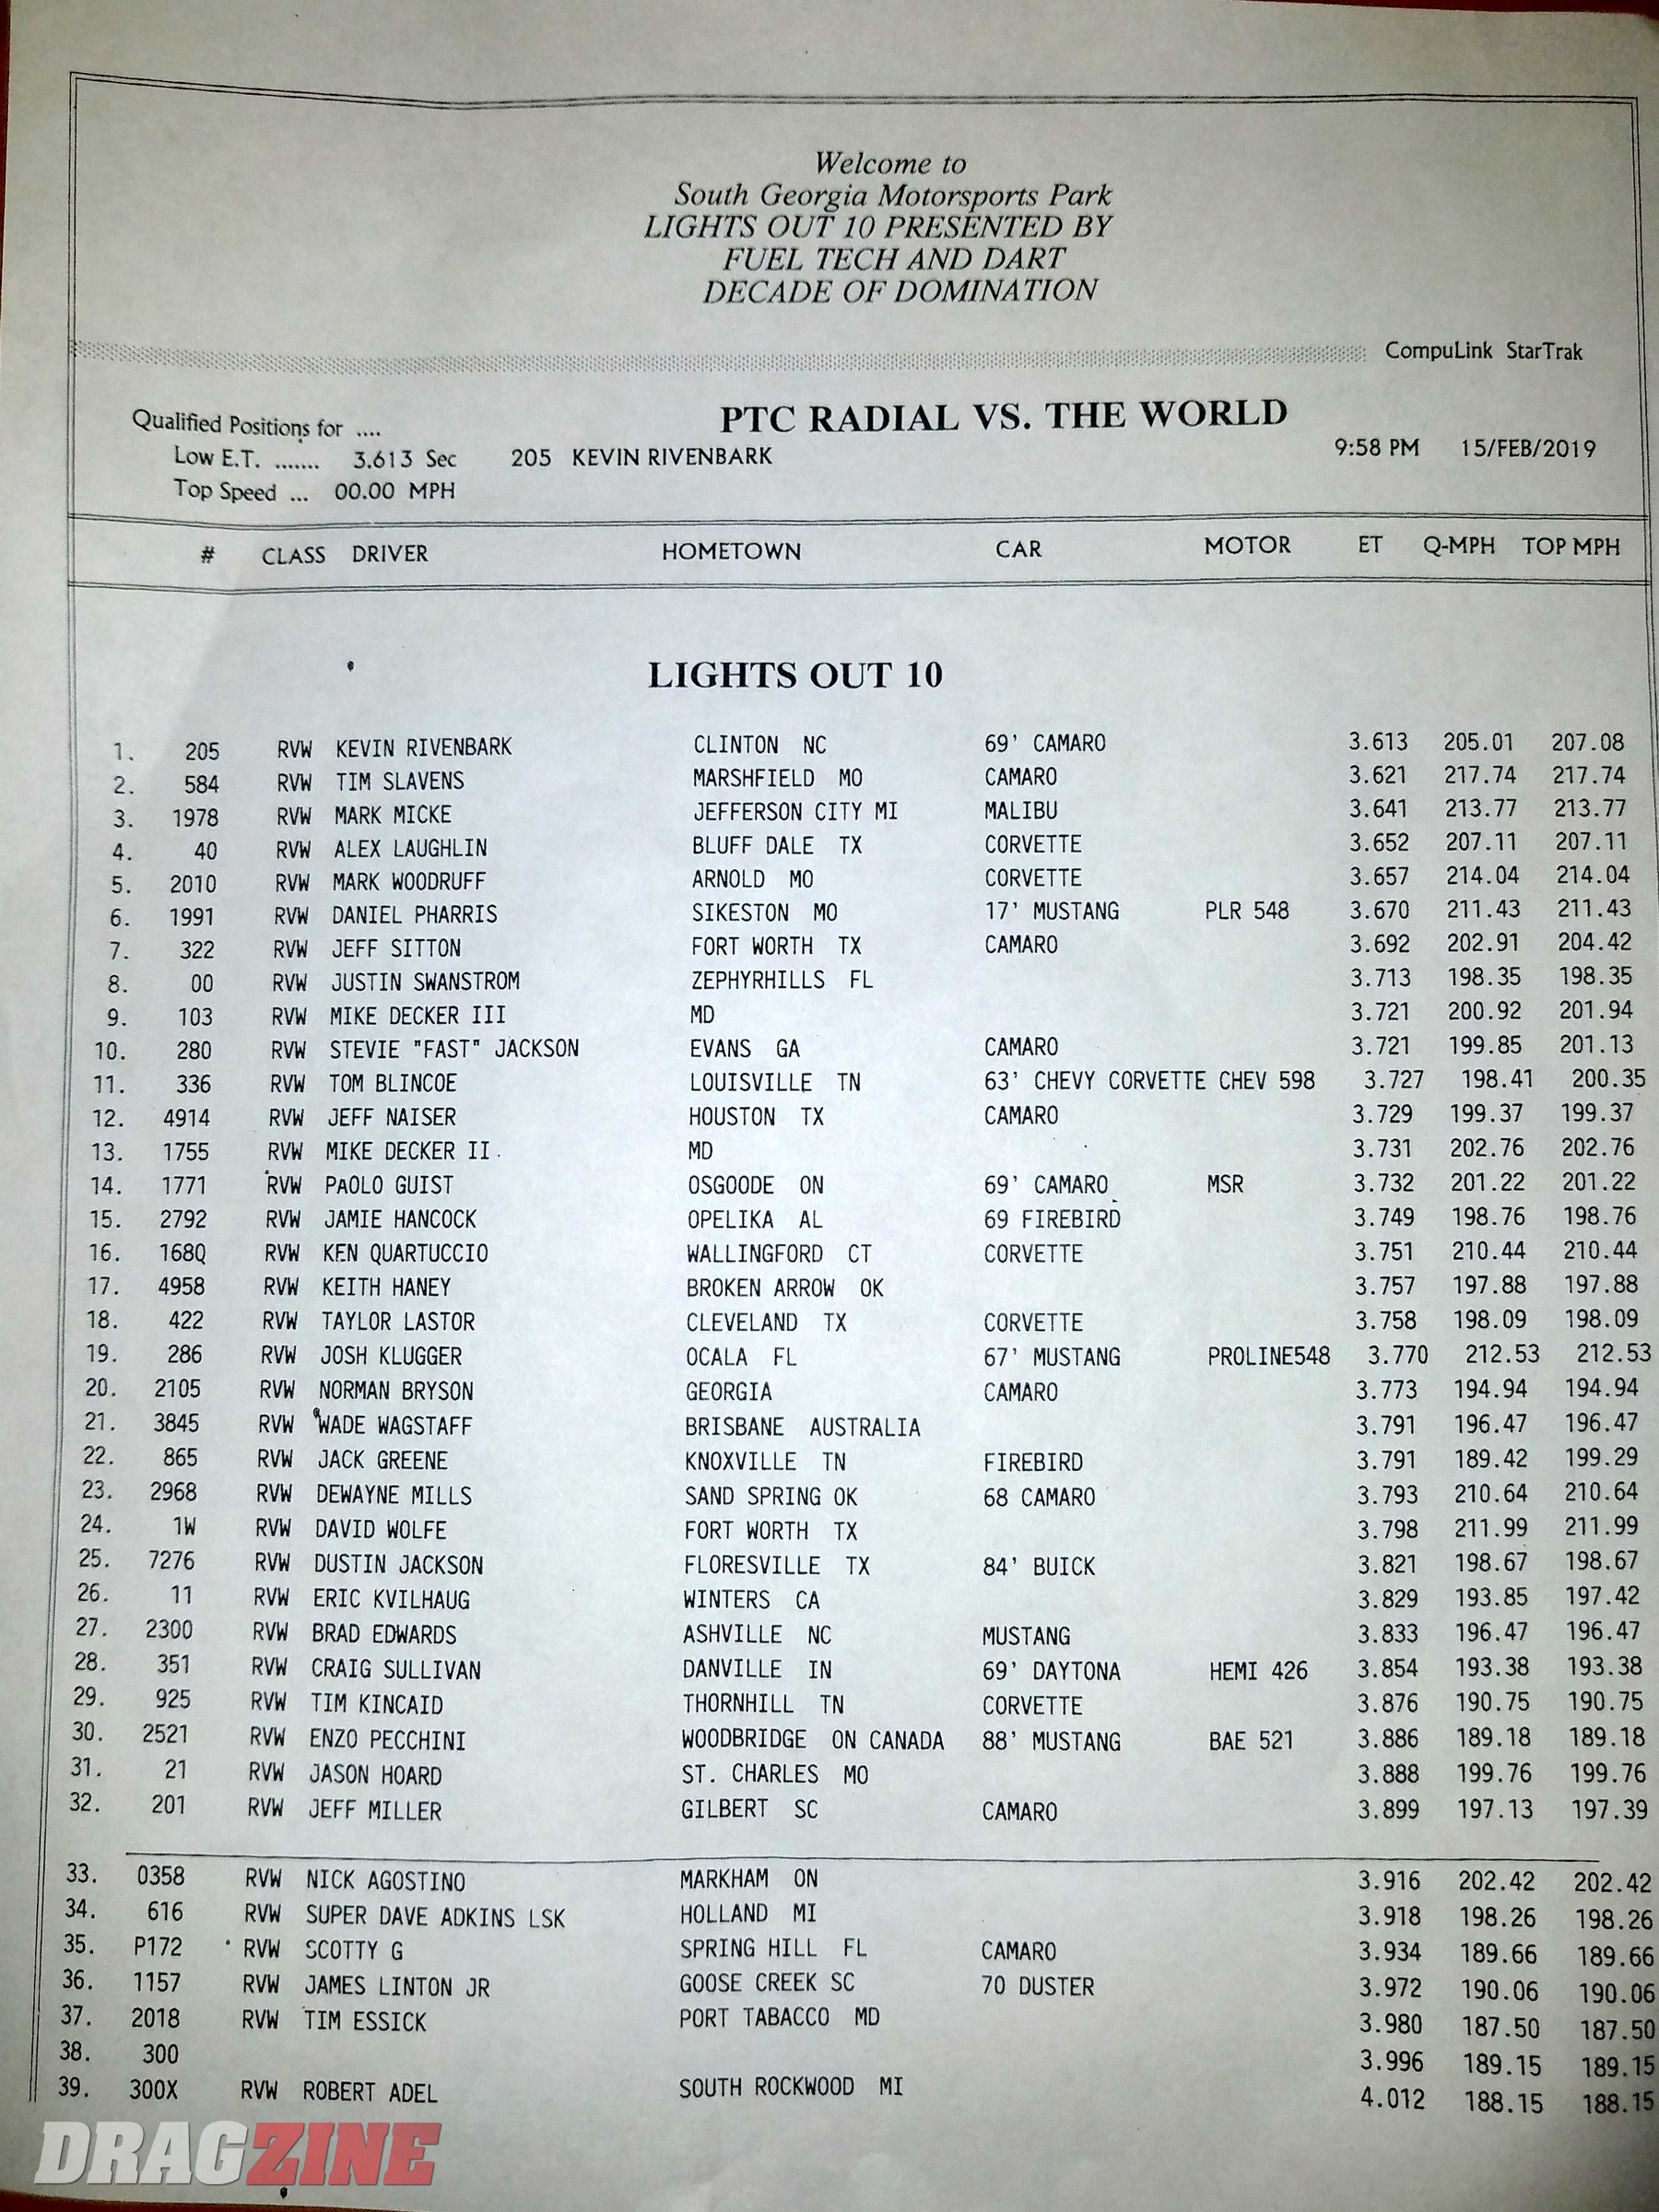 Welcome to
South Georgia Motorsports Park
LIGHTS OUT 10 PRESENTED BY
FUEL TECH AND DART
DECADE OF DOMINATION
CompuLink StarTrak
Qualified Positions for .... PTC RADIAL VS. THE WORLD
Low E.T. ....... 3.613 Sec 205 KEVIN RIVENBARK 9:58 PM 15/FEB/2019
Top Speed ... 00.00 MPH
# CLASS DRIVER HOMETOWN CAR MOTOR ET Q-MPH TOP MPH
LIGHTS OUT 10
1. 205 RVW KEVIN RIVENBARK CLINTON NC 69' CAMARO 3.613 205.01 207.08
2. 584 RVW TIM SLAVENS MARSHFIELD MO CAMARO 3.621 217.74 217.74
3. 1978 RVW MARK MICKE JEFFERSON CITY MI MALIBU 3.641 213.77 213.77
4. 40 RVW ALEX LAUGHLIN BLUFF DALE TX CORVETTE 3.652 207.11 207.11
5. 2010 RVW MARK WOODRUFF ARNOLD MO CORVETTE 3.657 214.04 214.04
6. 1991 RVW DANIEL PHARRIS SIKESTON MO 17' MUSTANG PLR 548 3.670 211.43 211.43
7. 322 RVW JEFF SITTON FORT WORTH TX CAMARO 3.692 202.91 204.42
8. 00 RVW JUSTIN SWANSTROM ZEPHYRHILLS FL 3.713 198.35 198.35
9. 103 RVW MIKE DECKER III MD 3.721 200.92 201.94
10. 280 RVW STEVIE "FAST" JACKSON EVANS GA CAMARO 3.721 199.85 201.13
11. 336 RVW TOM BLINCOE LOUISVILLE TN 63' CHEVY CORVETTE CHEV 598 3.727 198.41 200.35
12. 4914 RVW JEFF NAISER HOUSTON TX CAMARO 3.729 199.37 199.37
13. 1755 RVW MIKE DECKER II MD 3.731 202.76 202.76
14. 1771 RVW PAOLO GUIST OSGOODE ON 69' CAMARO MSR 3.732 201.22 201.22
15. 2792 RVW JAMIE HANCOCK OPELIKA AL 69 FIREBIRD 3.749 198.76 198.76
16. 168Q RVW KEN QUARTUCCIO WALLINGFORD CT CORVETTE 3.751 210.44 210.44
17. 4958 RVW KEITH HANEY BROKEN ARROW OK 3.757 197.88 197.88
18. 422 RVW TAYLOR LASTOR CLEVELAND TX CORVETTE 3.758 198.09 198.09
19. 286 RVW JOSH KLUGGER OCALA FL 67' MUSTANG PROLINE548 3.770 212.53 212.53
20. 2105 RVW NORMAN BRYSON GEORGIA CAMARO 3.773 194.94 194.94
21. 3845 RVW WADE WAGSTAFF BRISBANE AUSTRALIA 3.791 196.47 196.47
22. 865 RVW JACK GREENE KNOXVILLE TN FIREBIRD 3.791 189.42 199.29
23. 2968 RVW DEWAYNE MILLS SAND SPRING OK 68 CAMARO 3.793 210.64 210.64
24. 1W RVW DAVID WOLFE FORT WORTH TX 3.798 211.99 211.99
25. 7276 RVW DUSTIN JACKSON FLORESVILLE TX 84' BUICK 3.821 198.67 198.67
26. 11 RVW ERIC KVILHAUG WINTERS CA 3.829 193.85 197.42
27. 2300 RVW BRAD EDWARDS ASHVILLE NC MUSTANG 3.833 196.47 196.47
28. 351 RVW CRAIG SULLIVAN DANVILLE IN 69' DAYTONA HEMI 426 3.854 193.38 193.38
29. 925 RVW TIM KINCAID THORNHILL TN CORVETTE 3.876 190.75 190.75
30. 2521 RVW ENZO PECCHINI WOODBRIDGE ON CANADA 88' MUSTANG BAE 521 3.886 189.18 189.18
31. 21 RVW JASON HOARD ST. CHARLES MO 3.888 199.76 199.76
32. 201 RVW JEFF MILLER GILBERT SC CAMARO 3.899 197.13 197.39
33. 0358 RVW NICK AGOSTINO MARKHAM ON 3.916 202.42 202.42
34. 616 RVW SUPER DAVE ADKINS LSK HOLLAND MI 3.918 198.26 198.26
35. P172 RVW SCOTTY G SPRING HILL FL CAMARO 3.934 189.66 189.66
36. 1157 RVW JAMES LINTON JR GOOSE CREEK SC 70 DUSTER 3.972 190.06 190.06
37. 2018 RVW TIM ESSICK PORT TABACCO MD 3.980 187.50 187.50
38. 300 3.996 189.15 189.15
39. 300X RVW ROBERT ADEL SOUTH ROCKWOOD MI 4.012 188.15 188.15
DRAGZINE